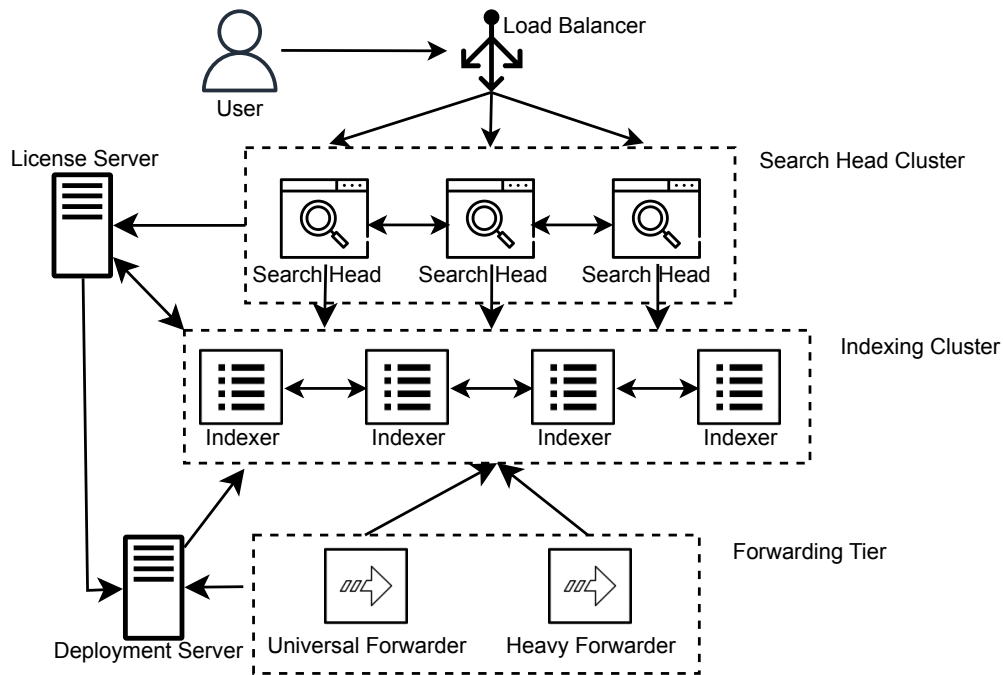 Load Balancer
User
License Server
Search Head Cluster
Search Head
Search Head
Search Head
Indexing Cluster
Indexer
Indexer
Indexer
Indexer
Forwarding Tier
Universal Forwarder
Heavy Forwarder
Deployment Server